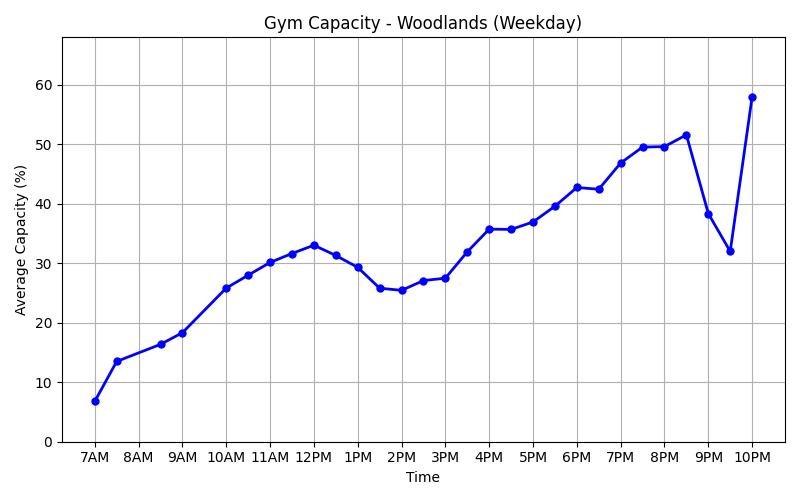 Gym Capacity - Woodlands (Weekday)
Average Capacity (%)
60
50
40
30
20
10
0
7AM 8AM 9AM 10AM 11AM 12PM 1PM 2PM 3PM 4PM 5PM 6PM 7PM 8PM 9PM 10PM
Time